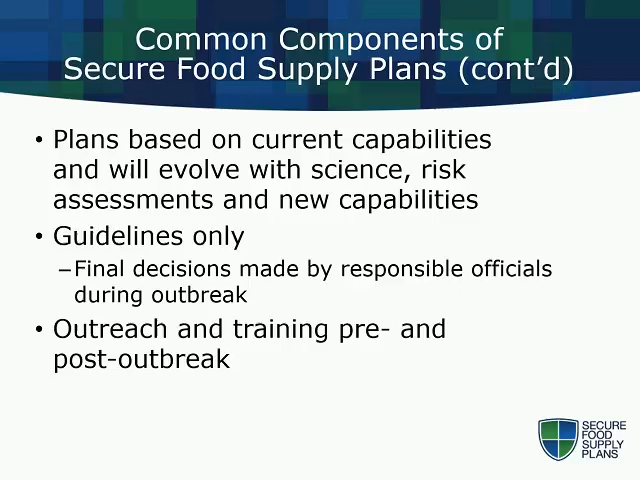 Common Components of
Secure Food Supply Plans (cont’d)
• Plans based on current capabilities
and will evolve with science, risk
assessments and new capabilities
• Guidelines only
–Final decisions made by responsible officials
during outbreak
• Outreach and training pre- and
post-outbreak
SECURE
FOOD
SUPPLY
PLANS